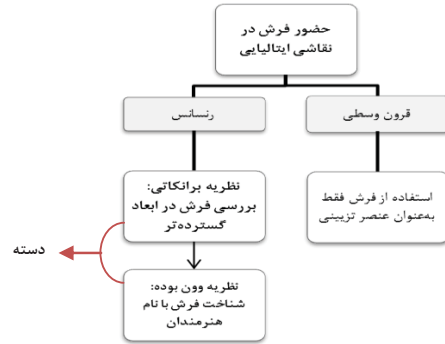 حضور فرش در
نقاشی ایتالیایی
قرون وسطی
رنسانس
استفاده از فرش فقط
به‌عنوان عنصر تزیینی
نظریه برانکاتی:
بررسی فرش در ابعاد
گسترده‌تر
دسته
نظریه وون بوده:
شناخت فرش با نام
هنرمندان